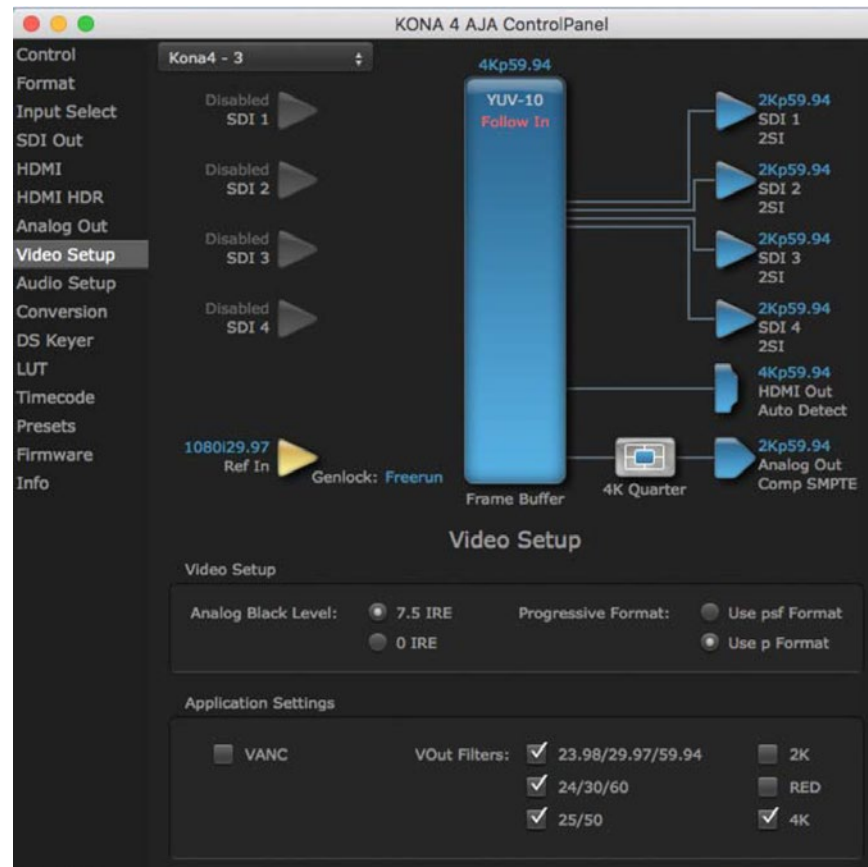 KONA 4 AJA ControlPanel
Control
Format
Input Select
SDI Out
HDMI
HDMI HDR
Analog Out
Video Setup
Audio Setup
Conversion
DS Keyer
LUT
Timecode
Presets
Firmware
Info
Kona4 - 3
Disabled
SDI 1
Disabled
SDI 2
Disabled
SDI 3
Disabled
SDI 4
1080i29.97
Ref In
Genlock: Freerun
4Kp59.94
YUV-10
Follow In
Frame Buffer
4K Quarter
2Kp59.94
SDI 1
2SI
2Kp59.94
SDI 2
2SI
2Kp59.94
SDI 3
2SI
2Kp59.94
SDI 4
2SI
4Kp59.94
HDMI Out
Auto Detect
2Kp59.94
Analog Out
Comp SMPTE
Video Setup
Video Setup
Analog Black Level: 7.5 IRE Progressive Format: Use psf Format
0 IRE Use p Format
Application Settings
VANC VOut Filters: 23.98/29.97/59.94 2K
24/30/60 RED
25/50 4K